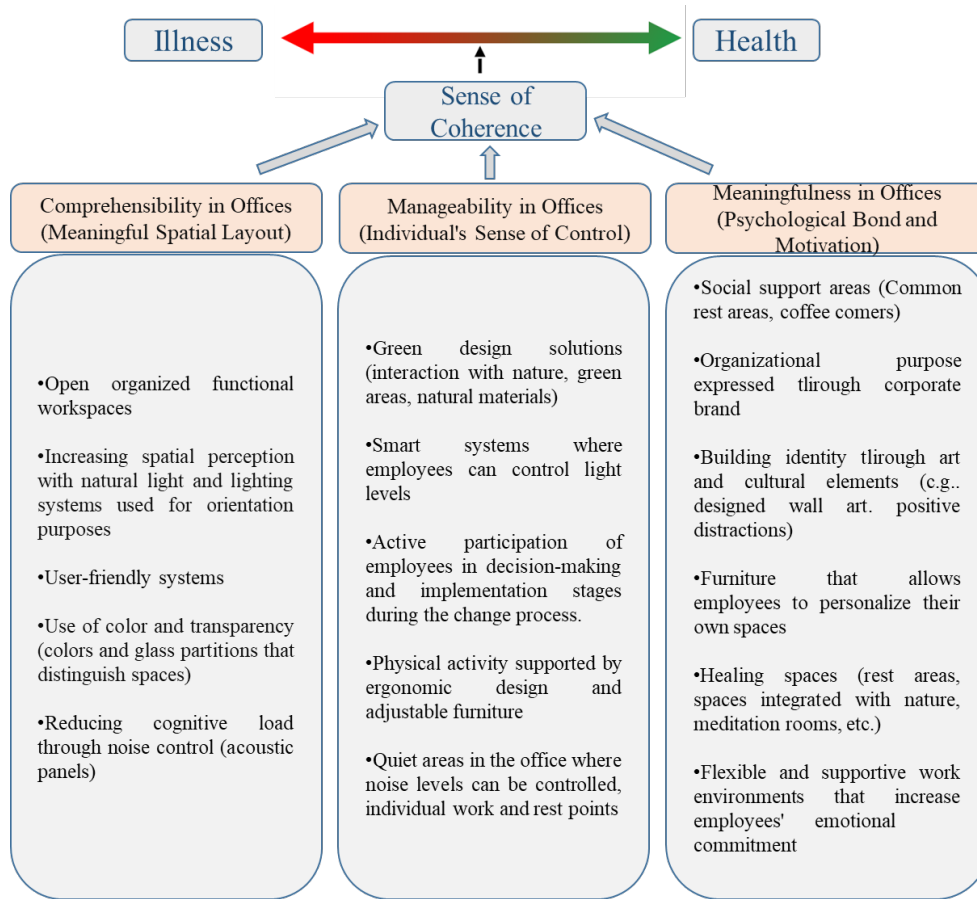 Illness
Health
Sense of
Coherence
Comprehensibility in Offices
(Meaningful Spatial Layout)
•Open organized functional
workspaces
•Increasing spatial perception
with natural light and lighting
systems used for orientation
purposes
•User-friendly systems
•Use of color and transparency
(colors and glass partitions that
distinguish spaces)
•Reducing cognitive load
through noise control (acoustic
panels)
Manageability in Offices
(Individual's Sense of Control)
•Green design solutions
(interaction with nature, green
areas, natural materials)
•Smart systems where
employees can control light
levels
•Active participation of
employees in decision-making
and implementation stages
during the change process.
•Physical activity supported by
ergonomic design and
adjustable furniture
•Quiet areas in the office where
noise levels can be controlled,
individual work and rest points
Meaningfulness in Offices
(Psychological Bond and
Motivation)
•Social support areas (Common
rest areas, coffee comers)
•Organizational purpose
expressed tlirough corporate
brand
•Building identity tlirough art
and cultural elements (c.g..
designed wall art. positive
distractions)
•Furniture that allows
employees to personalize their
own spaces
•Healing spaces (rest areas,
spaces integrated with nature,
meditation rooms, etc.)
•Flexible and supportive work
environments that increase
employees' emotional
commitment